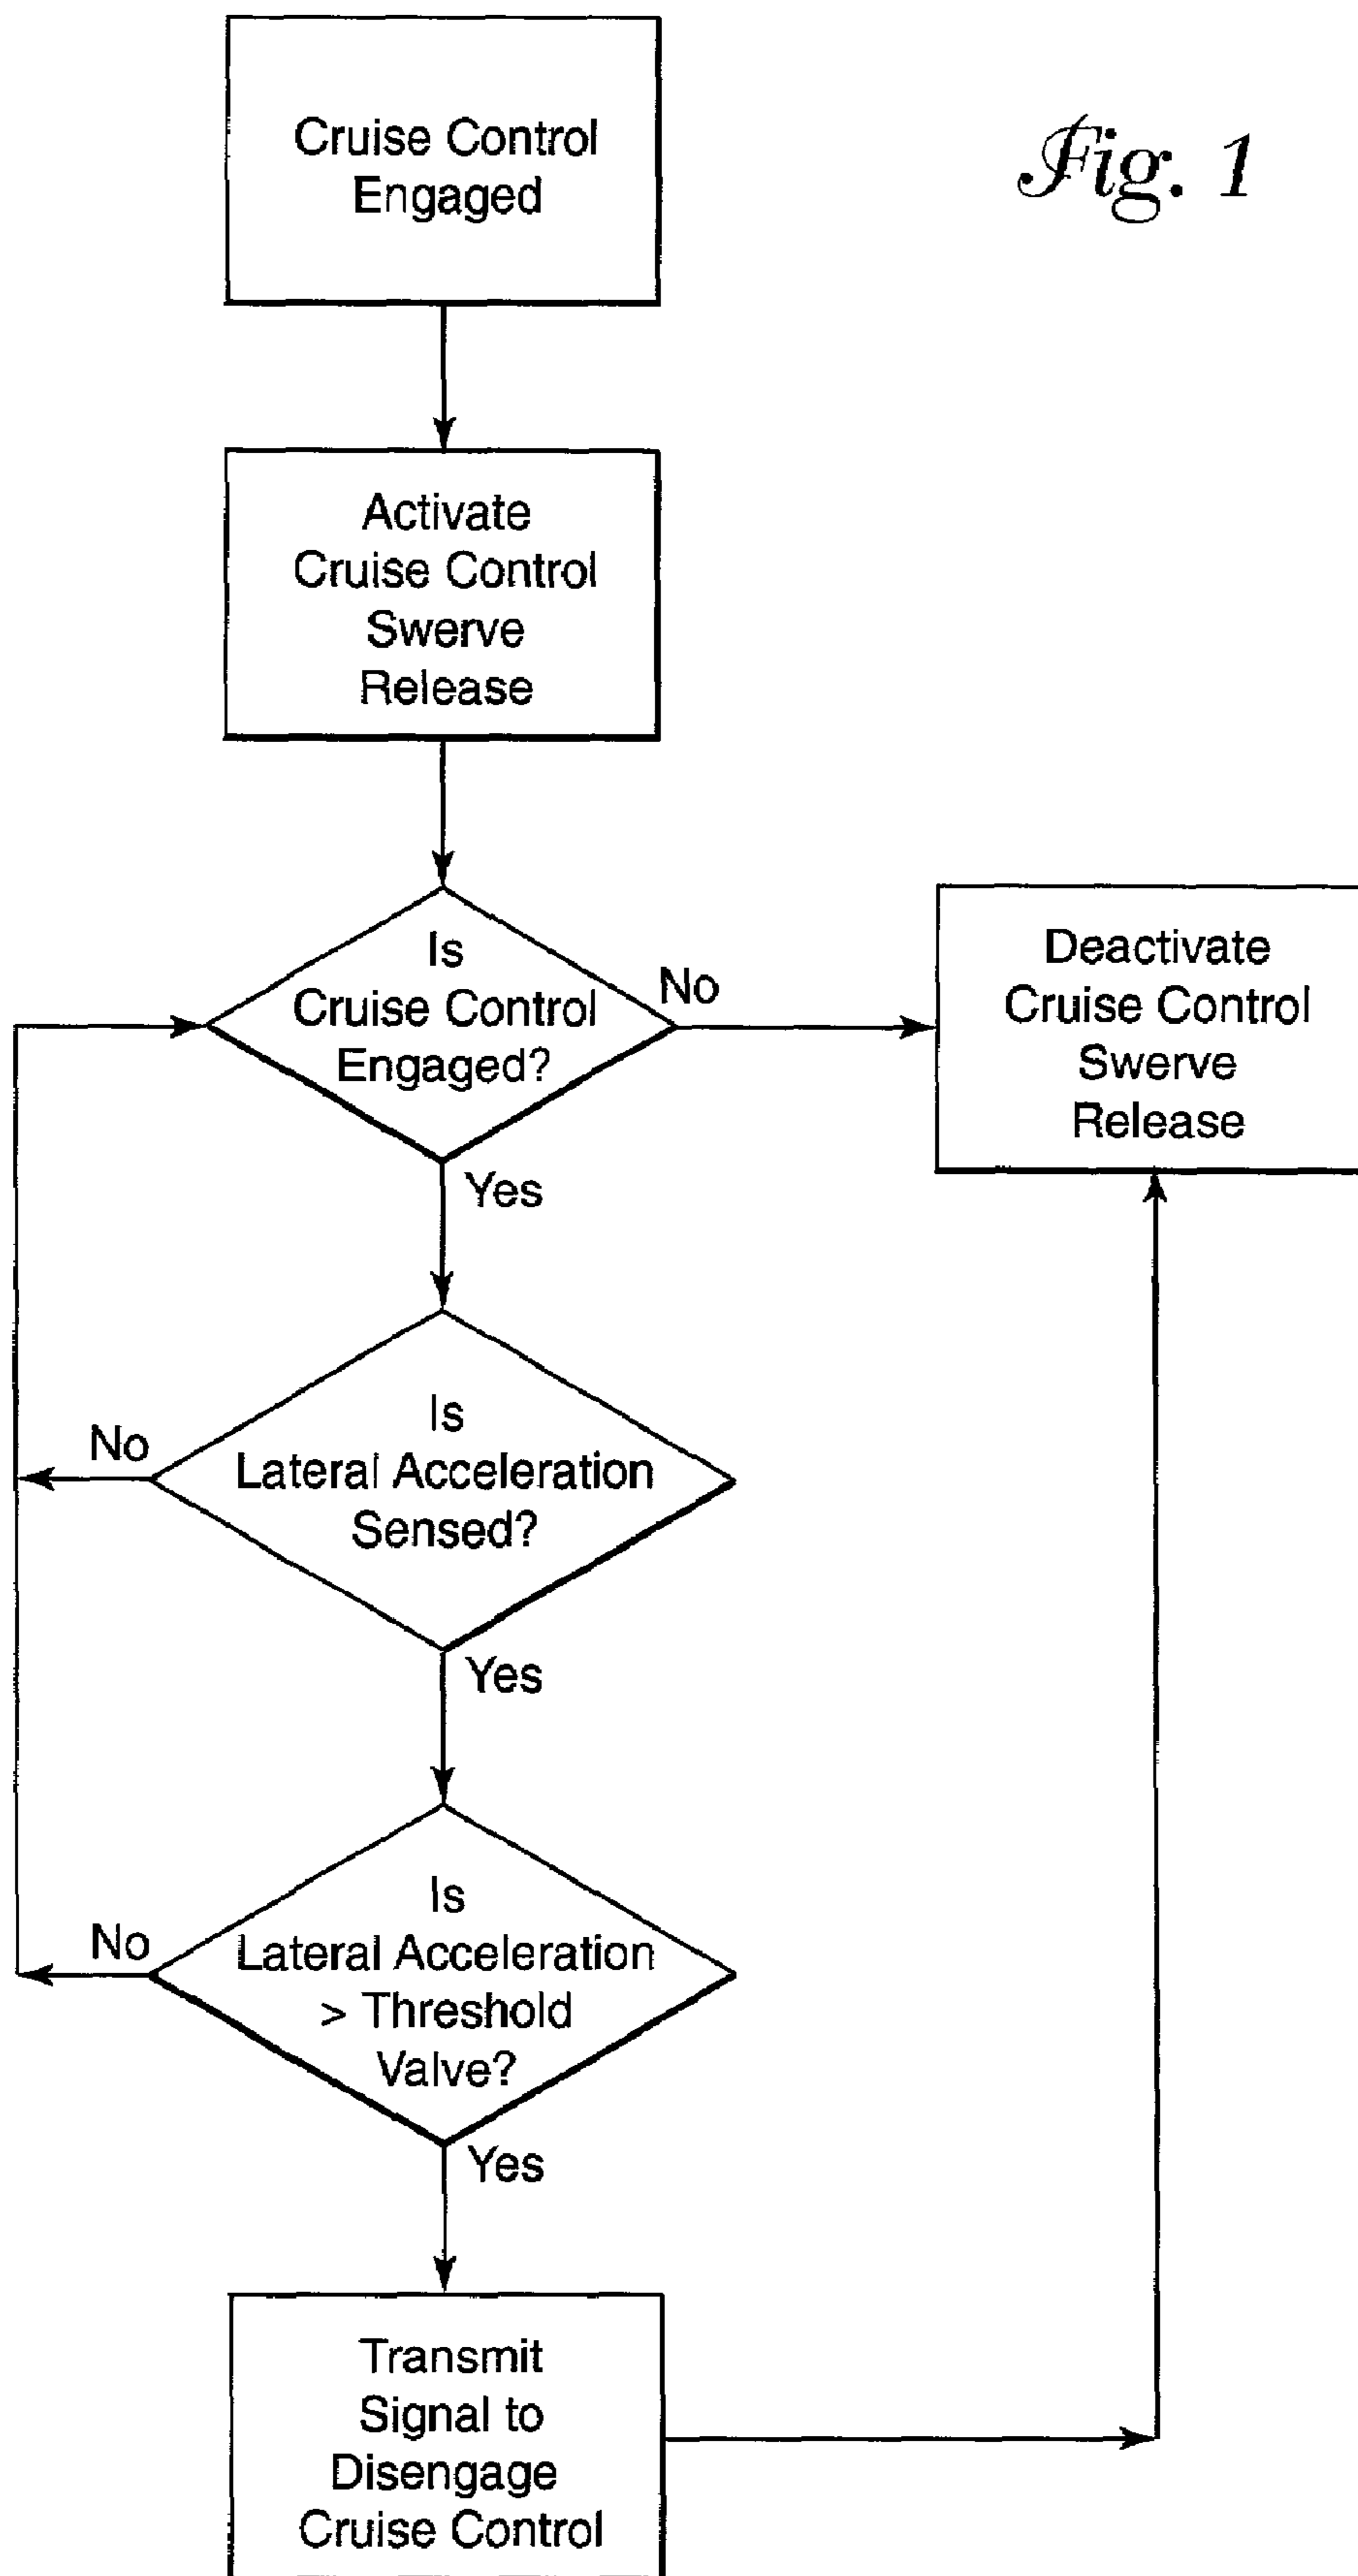 Fig. 1
Cruise Control
Engaged
Activate
Cruise Control
Swerve
Release
Is
Cruise Control
Engaged?
No
Deactivate
Cruise Control
Swerve
Release
Yes
Is
Lateral Acceleration
Sensed?
No
Yes
Is
Lateral Acceleration
> Threshold
Valve?
No
Yes
Transmit
Signal to
Disengage
Cruise Control